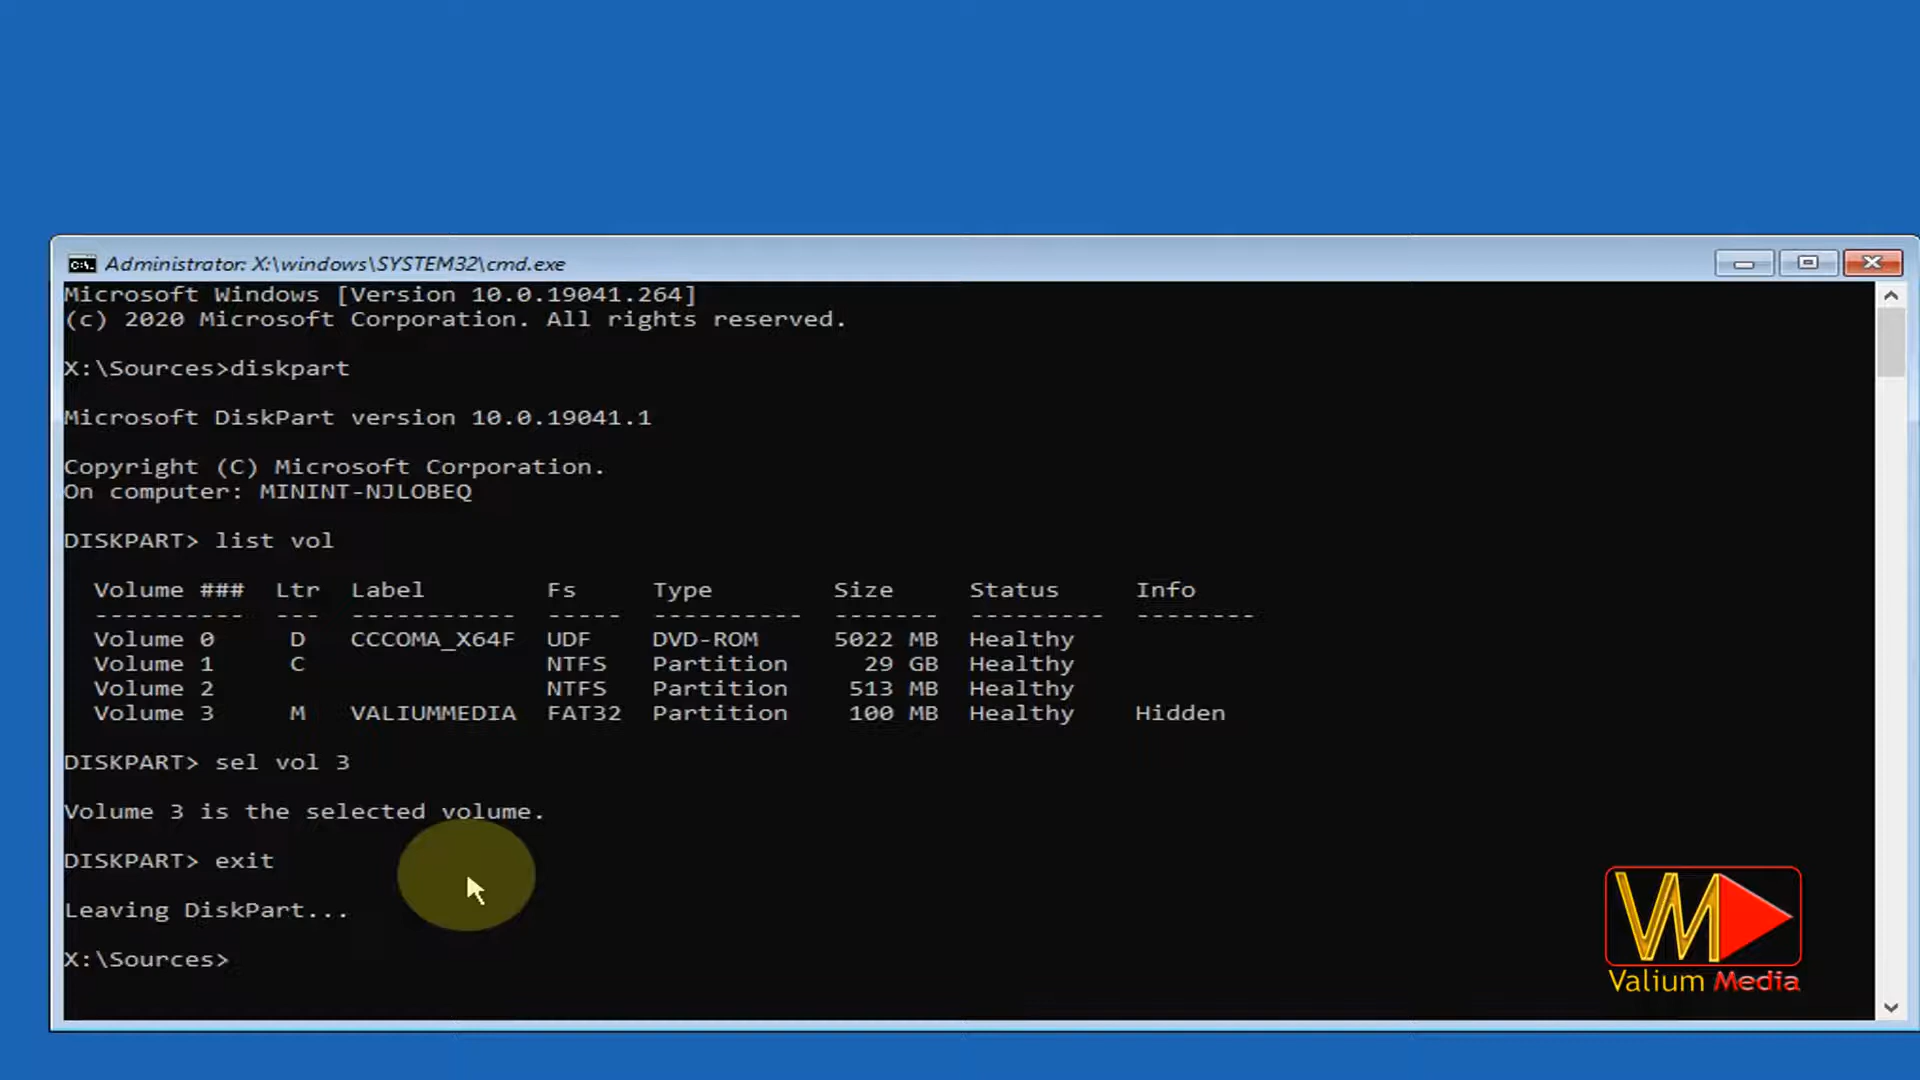 Administrator: X:\windows\SYSTEM32\cmd.exe
Microsoft Windows [Version 10.0.19041.264]
(c) 2020 Microsoft Corporation. All rights reserved.
X:\Sources>diskpart
Microsoft DiskPart version 10.0.19041.1
Copyright (C) Microsoft Corporation.
On computer: MININT-NJLOBEQ
DISKPART> list vol
Volume ###  Ltr  Label        Fs     Type        Size     Status     Info
----------  ---  -----------  -----  ----------  -------  ---------  --------
Volume 0     D   CCCOMA_X64F  UDF    DVD-ROM     5022 MB  Healthy
Volume 1     C                NTFS   Partition     29 GB  Healthy
Volume 2                      NTFS   Partition    513 MB  Healthy
Volume 3     M   VALIUMMEDIA  FAT32  Partition    100 MB  Healthy    Hidden
DISKPART> sel vol 3
Volume 3 is the selected volume.
DISKPART> exit
Leaving DiskPart...
X:\Sources>
VM
Valium Media